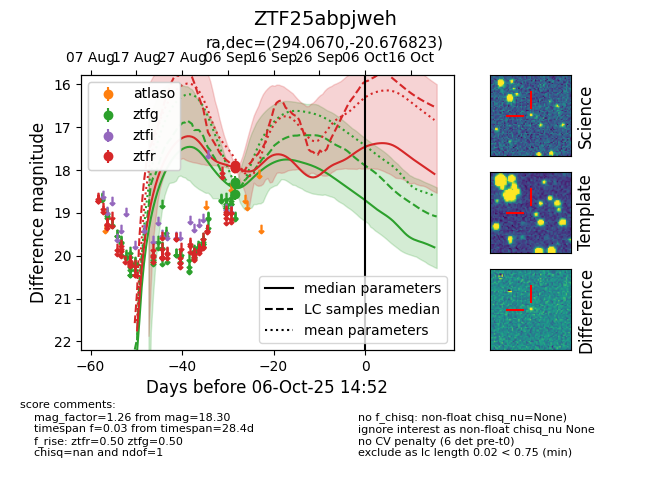 ZTF25abpjweh
ra,dec=(294.0670,-20.676823)
07 Aug 17 Aug 27 Aug 06 Sep 16 Sep 26 Sep 06 Oct 16 Oct
atlaso
ztfg
ztfi
ztfr
16
17
18
19
20
21
22
Difference magnitude
median parameters
LC samples median
mean parameters
−60 −40 −20 0
Days before 06-Oct-25 14:52
Science
Template
Difference
score comments:
mag_factor=1.26 from mag=18.30
timespan f=0.03 from timespan=28.4d
f_rise: ztfr=0.50 ztfg=0.50
chisq=nan and ndof=1
no f_chisq: non-float chisq_nu=None)
ignore interest as non-float chisq_nu None
no CV penalty (6 det pre-t0)
exclude as lc length 0.02 < 0.75 (min)